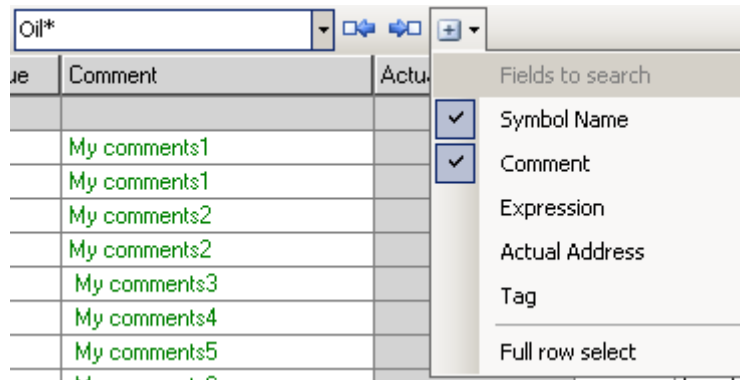 Oil*
ue Comment Actu
Fields to search
Symbol Name
My comments1
Comment
My comments1
My comments2
Expression
My comments2
Actual Address
My comments3
Tag
My comments4
My comments5
Full row select